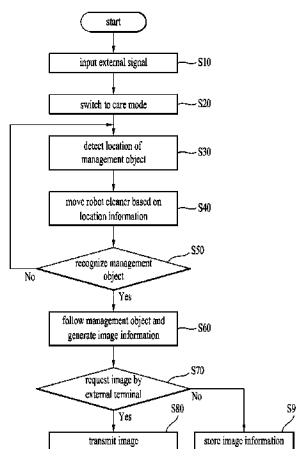 start
input external signal
S10
switch to care mode
S20
detect location of
management object
S30
move robot cleaner based on
location information
S40
recognize management
object
S50
No
Yes
follow management object and
generate image information
S60
request image by
external terminal
S70
No
Yes
S80
S9
transmit image
store image information